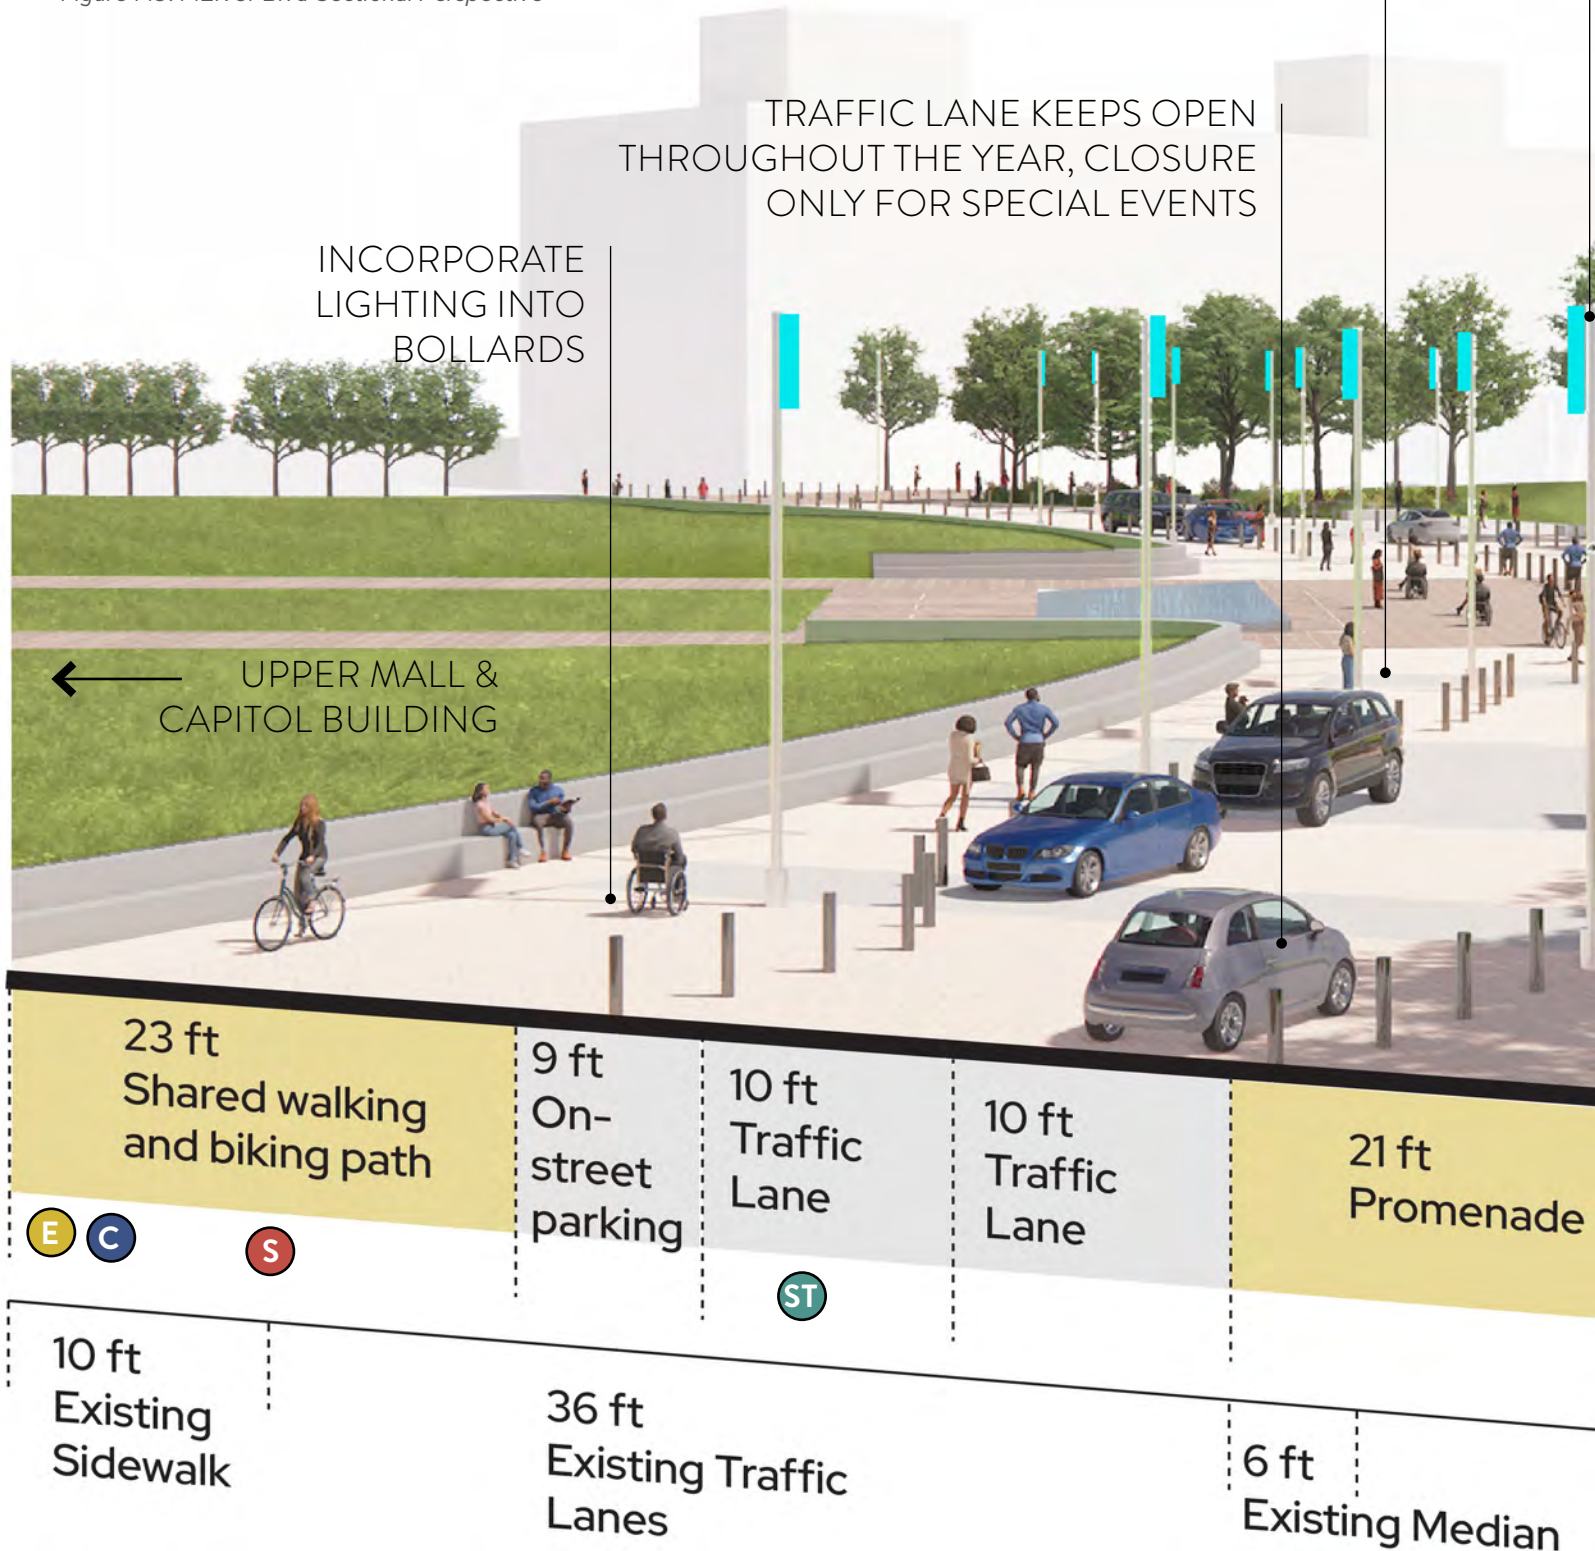 TRAFFIC LANE KEEPS OPEN
THROUGHOUT THE YEAR, CLOSURE
ONLY FOR SPECIAL EVENTS
INCORPORATE
LIGHTING INTO
BOLLARDS
UPPER MALL &
CAPITOL BUILDING
23 ft
Shared walking
and biking path
9 ft
On-
street
parking
10 ft
Traffic
Lane
10 ft
Traffic
Lane
21 ft
Promenade
E
C
S
ST
10 ft
Existing
Sidewalk
36 ft
Existing Traffic
Lanes
6 ft
Existing Median